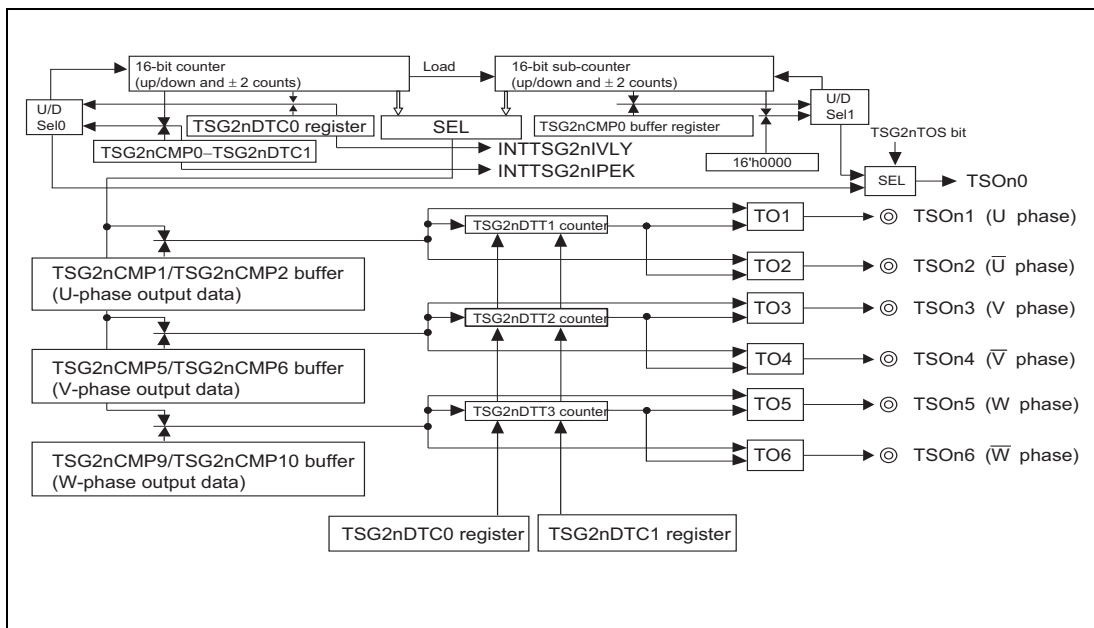 16-bit counter
(up/down and ± 2 counts)
Load
16-bit sub-counter
(up/down and ± 2 counts)
U/D
Sel0
U/D
Sel1
TSG2nDTC0 register
SEL
TSG2nCMP0 buffer register
TSG2nTOS bit
TSG2nCMP0–TSG2nDTC1
INTTSG2nIVLY
INTTSG2nIPEK
16'h0000
SEL
TSOn0
TSG2nDTT1 counter
TO1
TSOn1 (U phase)
TSG2nCMP1/TSG2nCMP2 buffer
(U-phase output data)
TO2
TSOn2 (U̅ phase)
TSG2nDTT2 counter
TO3
TSOn3 (V phase)
TSG2nCMP5/TSG2nCMP6 buffer
(V-phase output data)
TO4
TSOn4 (V̅ phase)
TSG2nDTT3 counter
TO5
TSOn5 (W phase)
TSG2nCMP9/TSG2nCMP10 buffer
(W-phase output data)
TO6
TSOn6 (W̅ phase)
TSG2nDTC0 register
TSG2nDTC1 register